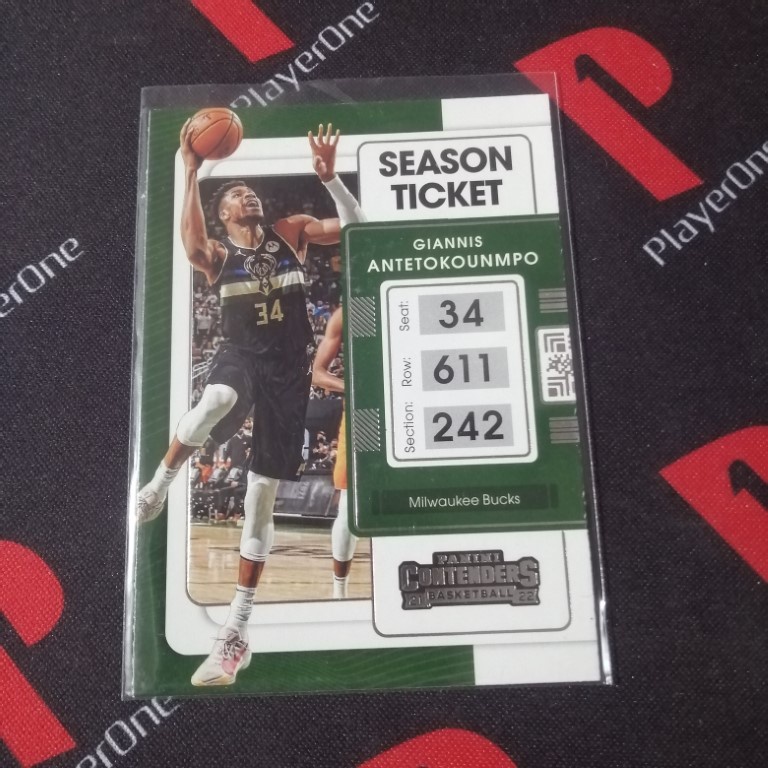 PlayerOne
PlayerOne
PlayerOne
PlayerOne
SEASON
TICKET
GIANNIS
ANTETOKOUNMPO
Seat: 34
Row: 611
Section: 242
Milwaukee Bucks
PANINI
CONTENDERS
21 BASKETBALL 22
34